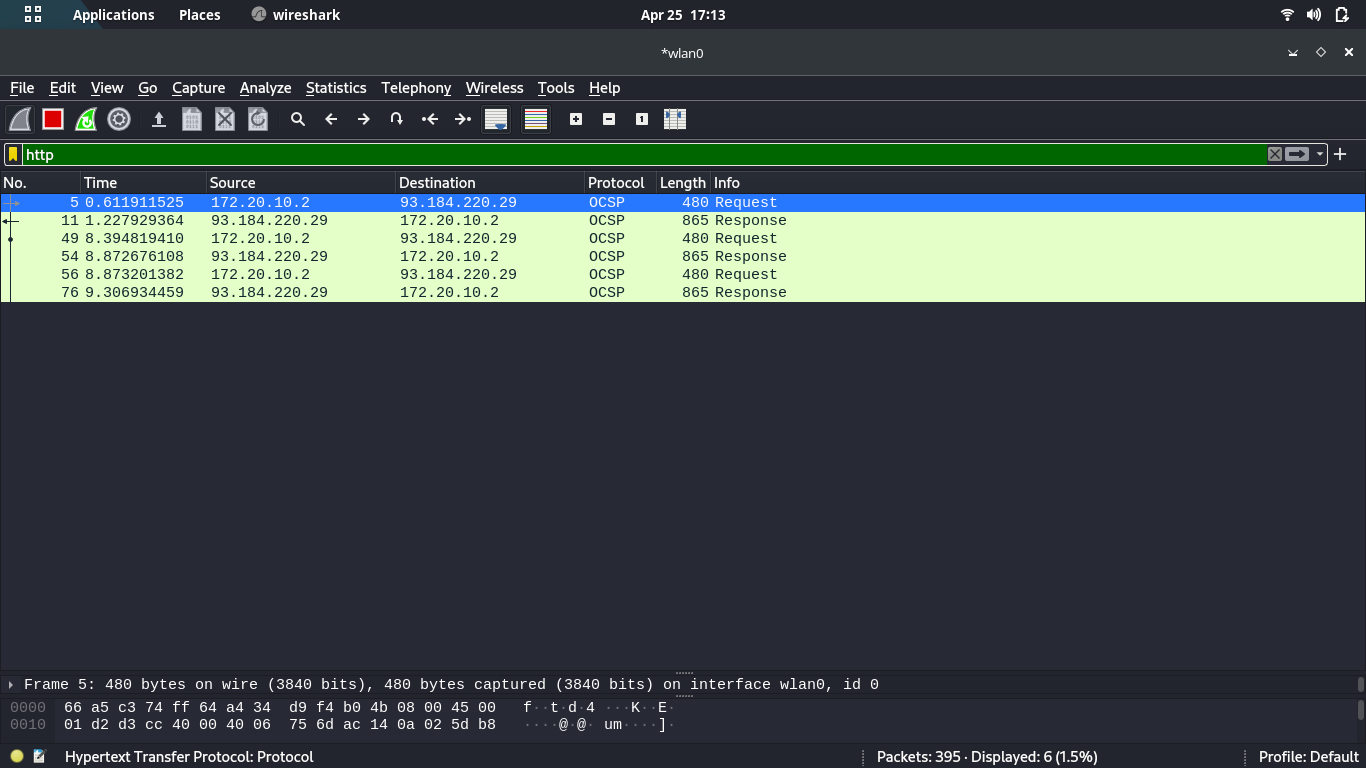 Applications Places wireshark Apr 25 17:13
*wlan0
File Edit View Go Capture Analyze Statistics Telephony Wireless Tools Help
http
No. Time Source Destination Protocol Length Info
5 0.611911525 172.20.10.2 93.184.220.29 OCSP 480 Request
11 1.227929364 93.184.220.29 172.20.10.2 OCSP 865 Response
49 8.394819410 172.20.10.2 93.184.220.29 OCSP 480 Request
54 8.872676108 93.184.220.29 172.20.10.2 OCSP 865 Response
56 8.873201382 172.20.10.2 93.184.220.29 OCSP 480 Request
76 9.306934459 93.184.220.29 172.20.10.2 OCSP 865 Response
Frame 5: 480 bytes on wire (3840 bits), 480 bytes captured (3840 bits) on interface wlan0, id 0
0000 66 a5 c3 74 ff 64 a4 34 d9 f4 b0 4b 08 00 45 00 f··t·d·4 ···K··E·
0010 01 d2 d3 cc 40 00 40 06 75 6d ac 14 0a 02 5d b8 ····@·@· um····]·
Hypertext Transfer Protocol: Protocol Packets: 395 · Displayed: 6 (1.5%) Profile: Default